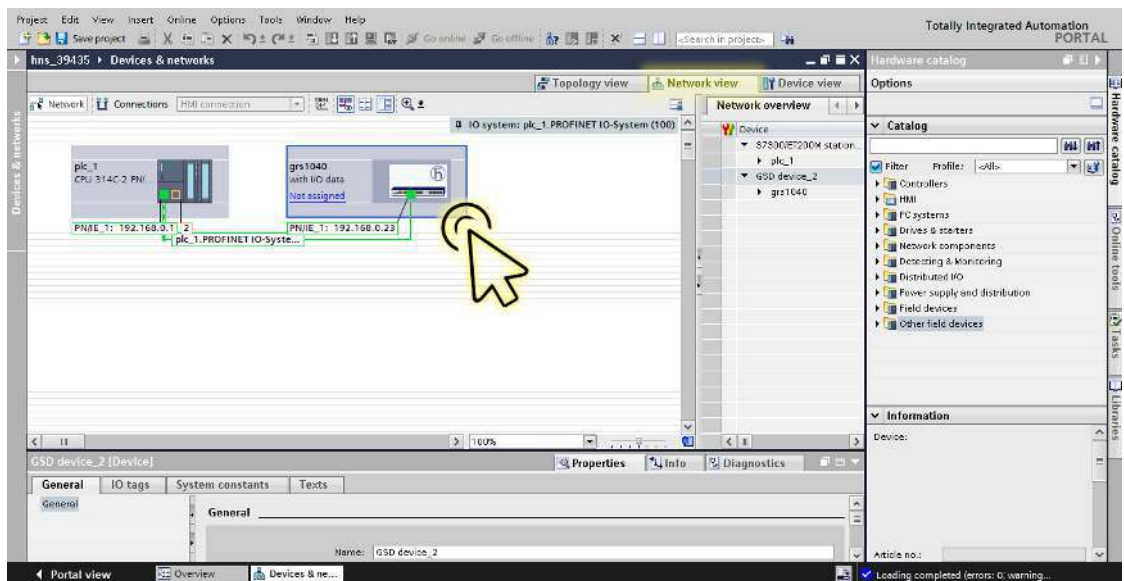 Project Edit View Insert Online Options Tools Window Help
Totally Integrated Automation
PORTAL
Save project
Go online
Go offline
<Search in project>
hns_39435 ▸ Devices & networks
Hardware catalog
Topology view
Network view
Device view
Options
Network
Connections
HMI connection
Network overview
IO system: plc_1.PROFINET IO-System (100)
Device
Catalog
S7300/ET200M station...
plc_1
GSD device_2
grs1040
Filter
Profile:
<All>
plc_1
CPU 314C-2 PN/...
grs1040
with I/O data
Not assigned
PN/IE_1: 192.168.0.1
2
PN/IE_1: 192.168.0.23
plc_1.PROFINET IO-Syste...
Controllers
HMI
PC systems
Drives & starters
Network components
Detecting & Monitoring
Distributed I/O
Power supply and distribution
Field devices
Other field devices
Devices & networks
Hardware catalog
Online tools
Tasks
Libraries
100%
Information
Device:
GSD device_2 [Device]
Properties
Info
Diagnostics
General
IO tags
System constants
Texts
General
General
Name:
GSD device_2
Article no.:
Portal view
Overview
Devices & ne...
Loading completed (errors: 0; warning...